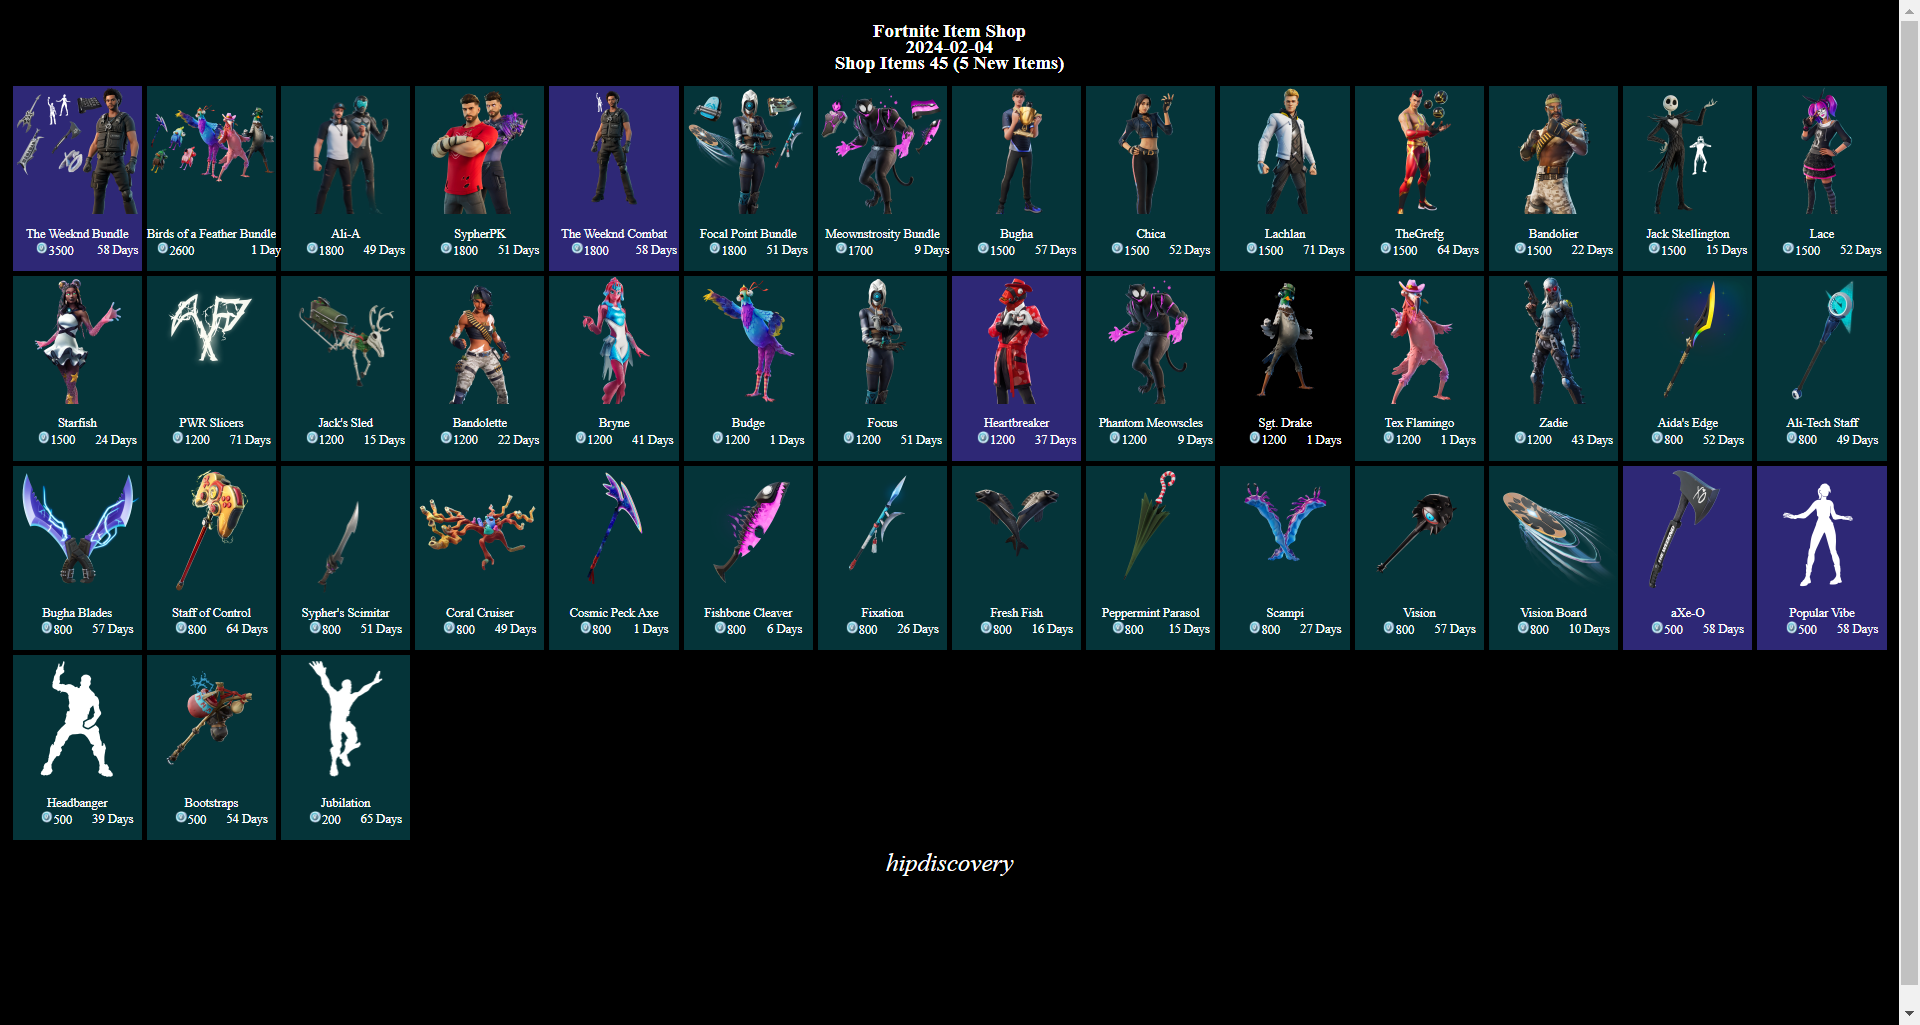 Fortnite Item Shop
2024-02-04
Shop Items 45 (5 New Items)
The Weeknd Bundle
3500 58 Days
Birds of a Feather Bundle
2600 1 Day
Ali-A
1800 49 Days
SypherPK
1800 51 Days
The Weeknd Combat
1800 58 Days
Focal Point Bundle
1800 51 Days
Meownstrosity Bundle
1700 9 Days
Bugha
1500 57 Days
Chica
1500 52 Days
Lachlan
1500 71 Days
TheGrefg
1500 64 Days
Bandolier
1500 22 Days
Jack Skellington
1500 15 Days
Lace
1500 52 Days
Starfish
1500 24 Days
PWR Slicers
1200 71 Days
Jack's Sled
1200 15 Days
Bandolette
1200 22 Days
Bryne
1200 41 Days
Budge
1200 1 Days
Focus
1200 51 Days
Heartbreaker
1200 37 Days
Phantom Meowscles
1200 9 Days
Sgt. Drake
1200 1 Days
Tex Flamingo
1200 1 Days
Zadie
1200 43 Days
Aida's Edge
800 52 Days
Ali-Tech Staff
800 49 Days
Bugha Blades
800 57 Days
Staff of Control
800 64 Days
Sypher's Scimitar
800 51 Days
Coral Cruiser
800 49 Days
Cosmic Peck Axe
800 1 Days
Fishbone Cleaver
800 6 Days
Fixation
800 26 Days
Fresh Fish
800 16 Days
Peppermint Parasol
800 15 Days
Scampi
800 27 Days
Vision
800 57 Days
Vision Board
800 10 Days
aXe-O
500 58 Days
Popular Vibe
500 58 Days
Headbanger
500 39 Days
Bootstraps
500 54 Days
Jubilation
200 65 Days
hipdiscovery